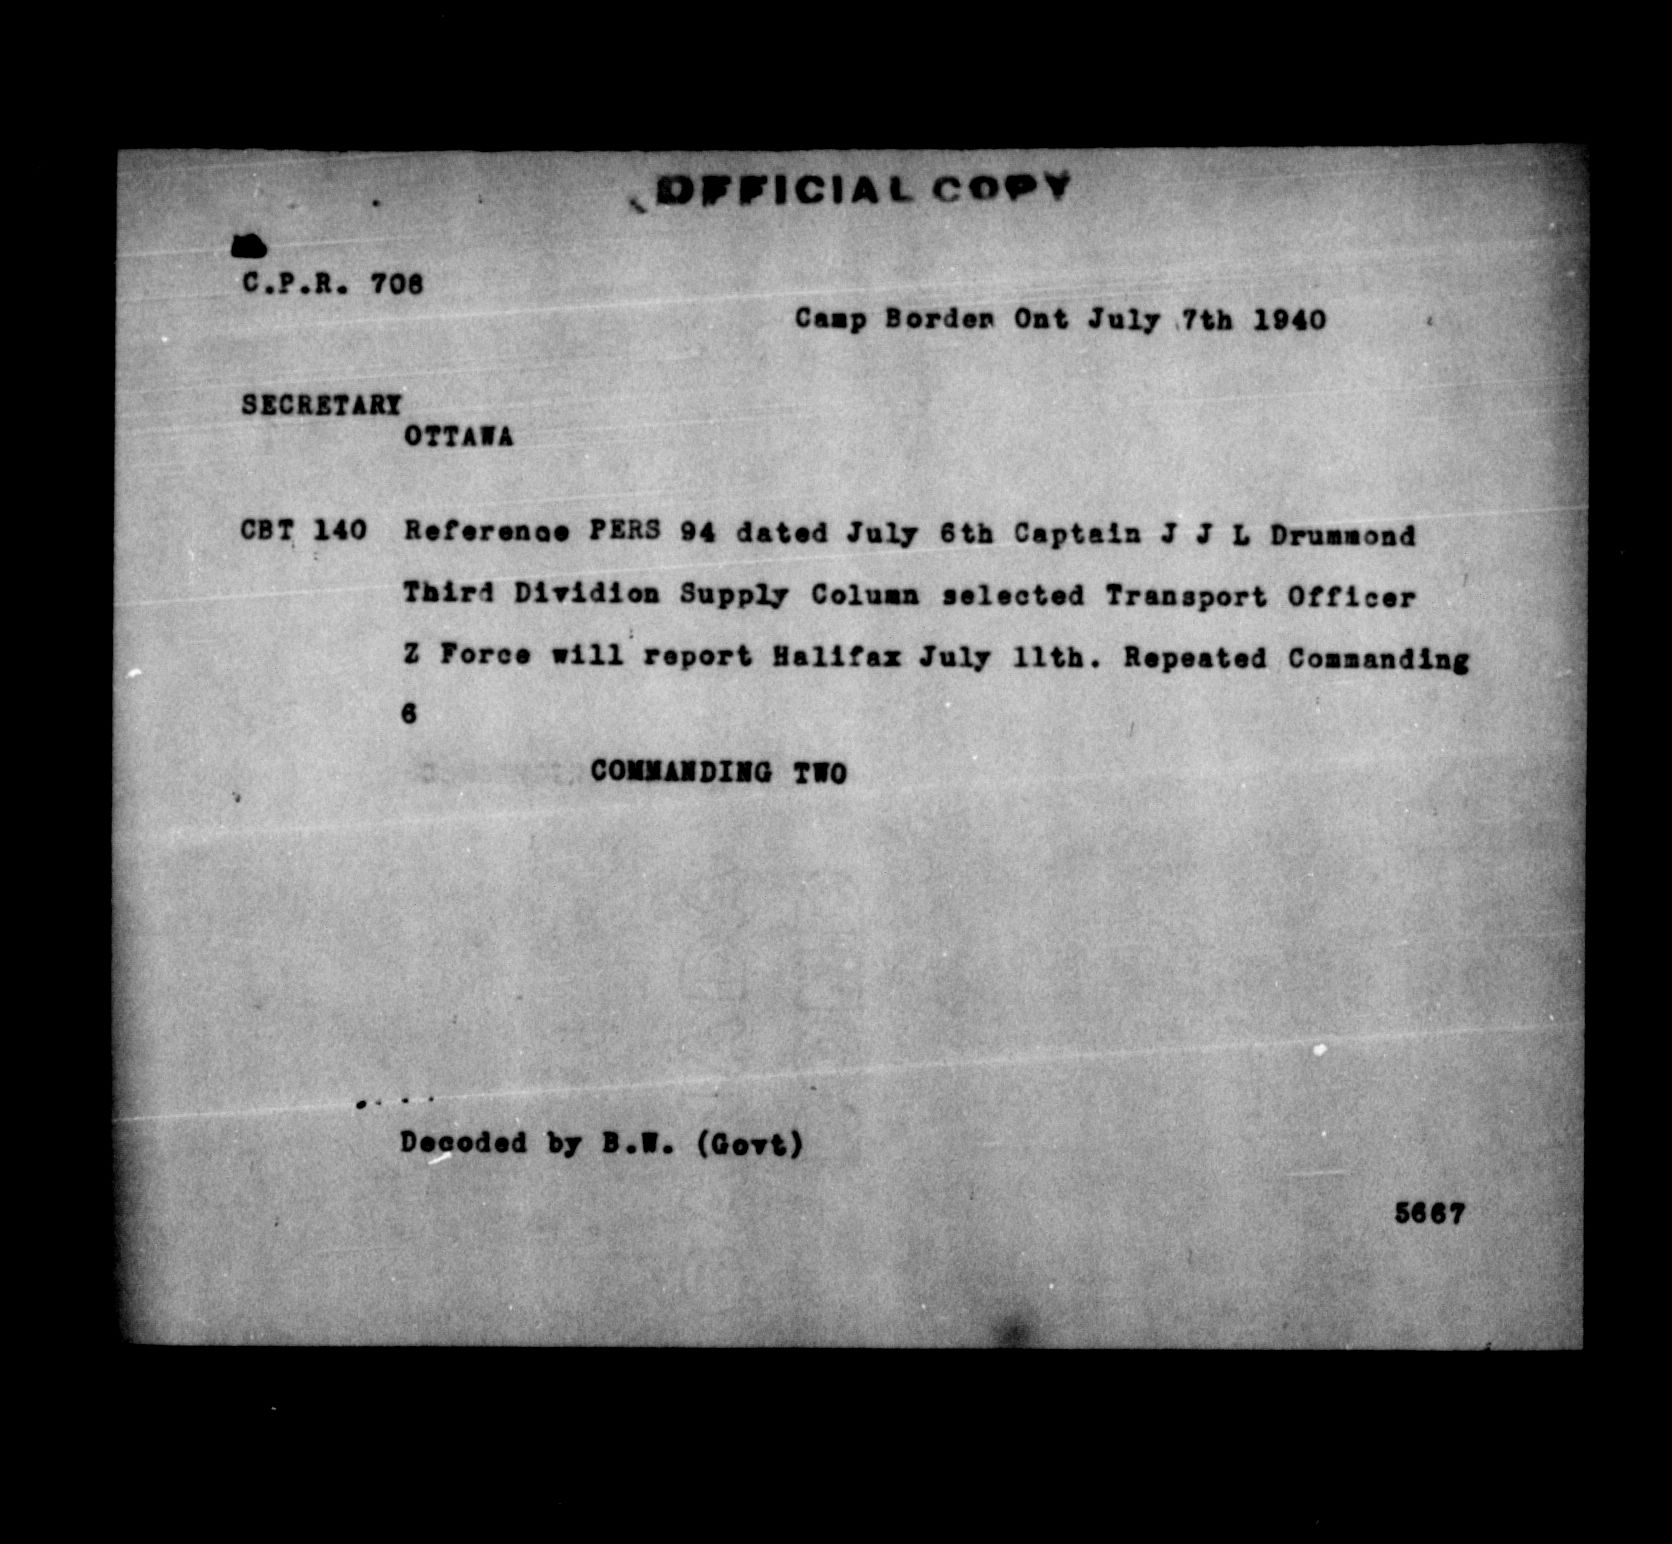 OFFICIAL COPY
C.P.R. 706
Camp Borden Ont July 7th 1940
SECRETARY
OTTAWA
CBT 140 Reference PERS 94 dated July 6th Captain J J L Drummond
Third Dividion Supply Column selected Transport Officer
Z Force will report Halifax July 11th. Repeated Commanding
6
COMMANDING TWO
Decoded by B.W. (Govt)
5667